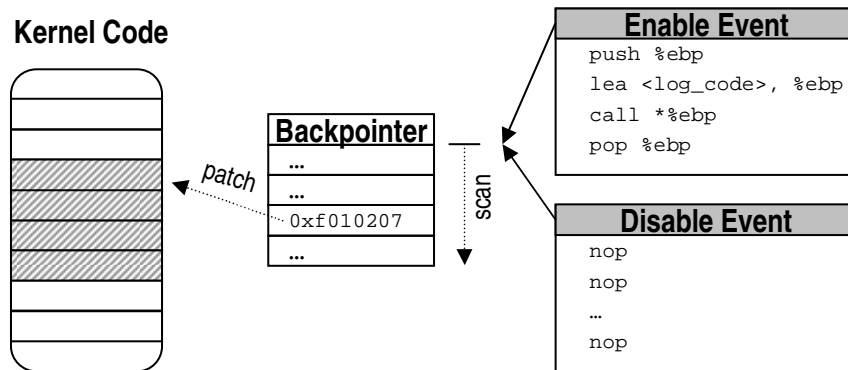 Kernel Code
patch
Backpointer
...
...
0xf010207
...
scan
Enable Event
push %ebp
lea <log_code>, %ebp
call *%ebp
pop %ebp
Disable Event
nop
nop
…
nop